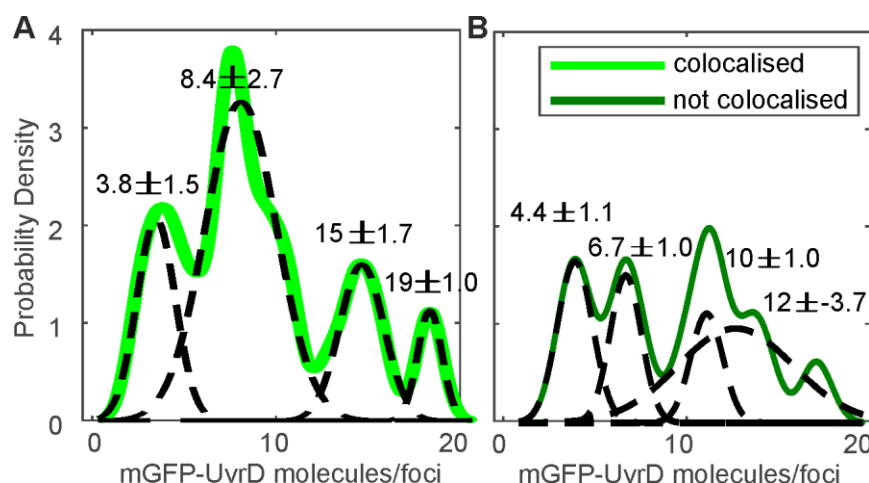 A
4
3
2
1
0
Probability Density
3.8±1.5
8.4±2.7
15±1.7
19±1.0
0
10
20
mGFP-UvrD molecules/foci
B
colocalised
not colocalised
4.4±1.1
6.7±1.0
10±1.0
12±-3.7
0
10
20
mGFP-UvrD molecules/foci